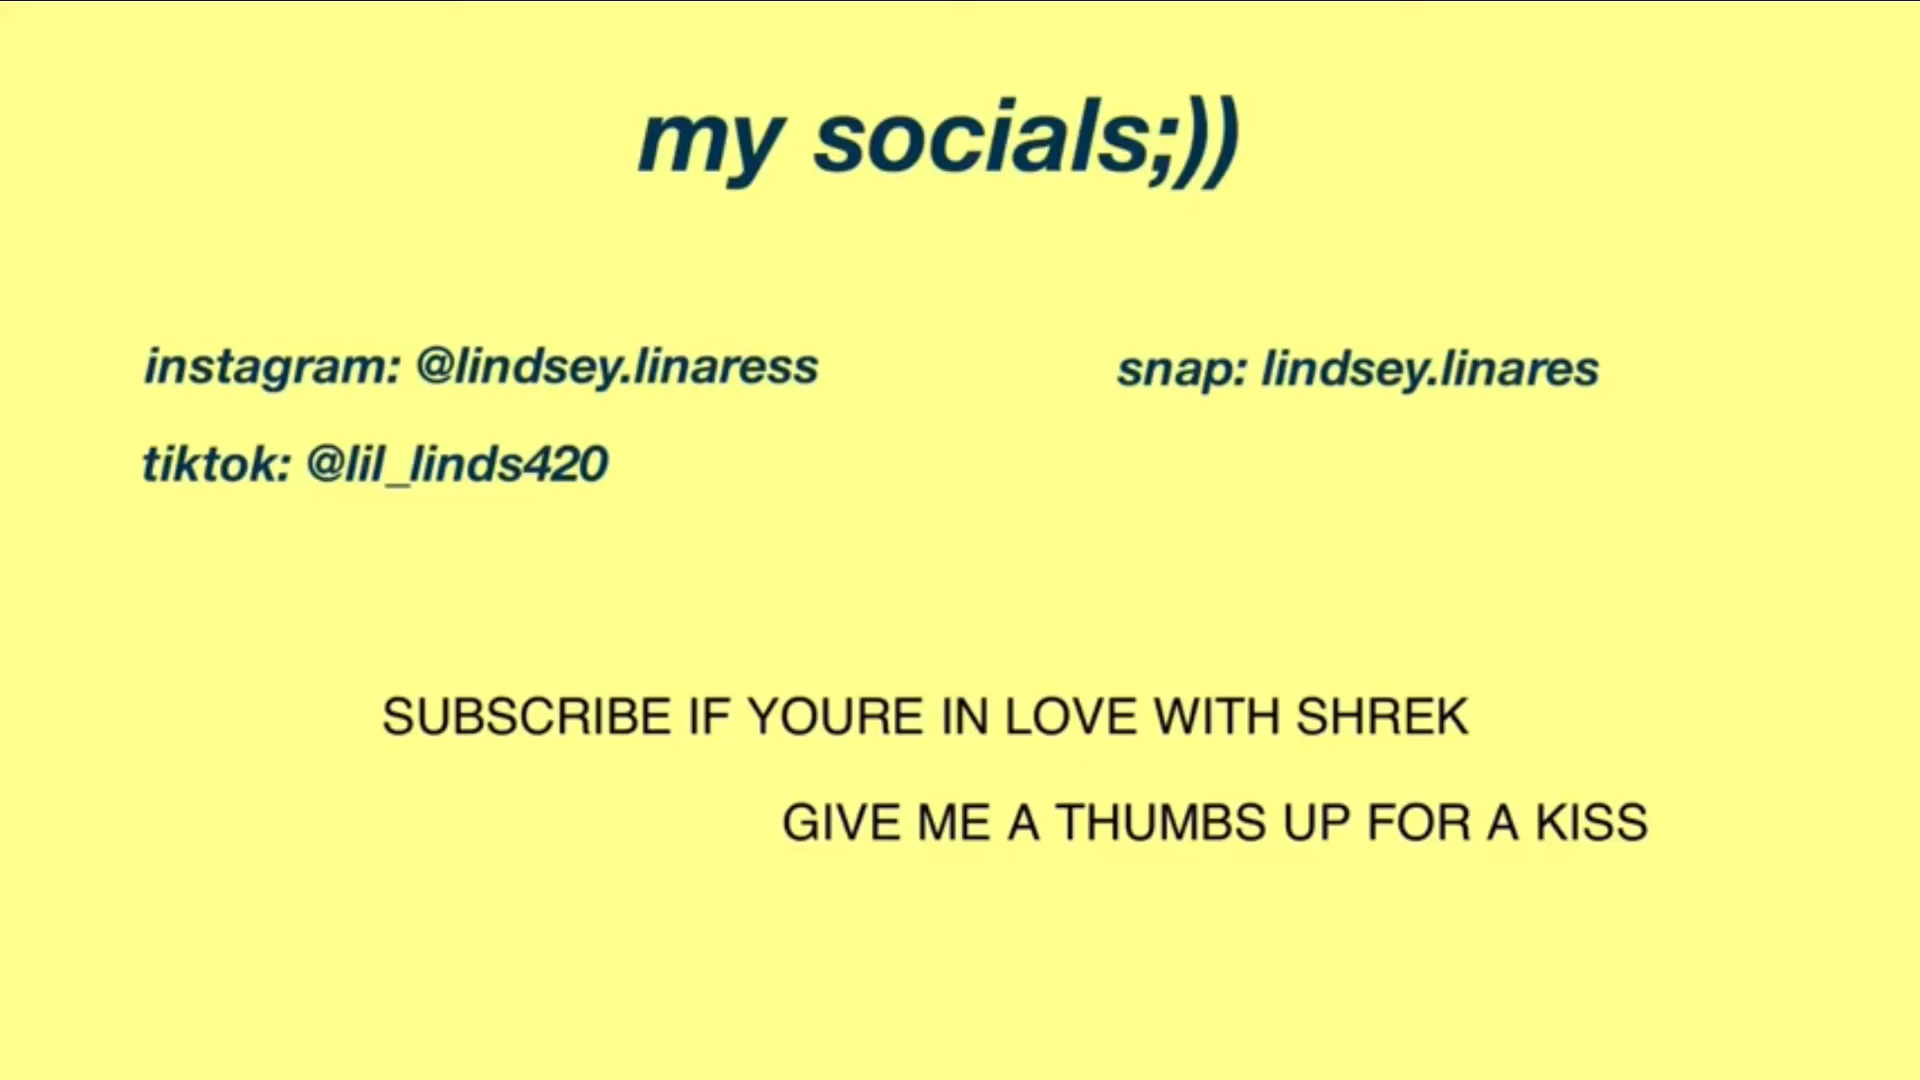 my socials;))
instagram: @lindsey.linaress
snap: lindsey.linares
tiktok: @lil_linds420
SUBSCRIBE IF YOURE IN LOVE WITH SHREK
GIVE ME A THUMBS UP FOR A KISS